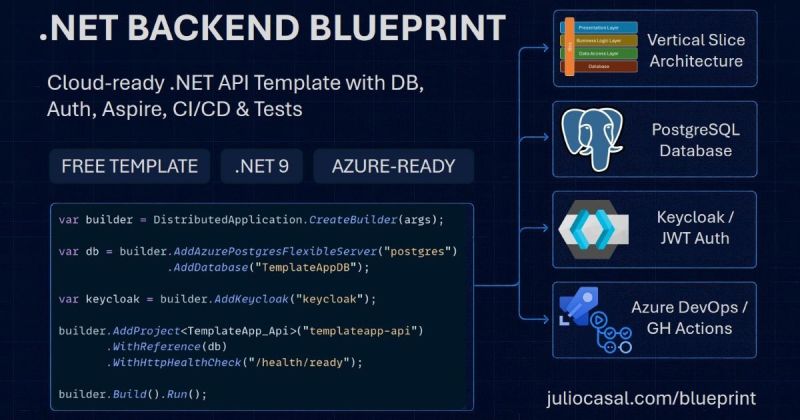 .NET BACKEND BLUEPRINT
Cloud-ready .NET API Template with DB,
Auth, Aspire, CI/CD & Tests
FREE TEMPLATE
.NET 9
AZURE-READY
var builder = DistributedApplication.CreateBuilder(args);
var db = builder.AddAzurePostgresFlexibleServer("postgres")
.AddDatabase("TemplateAppDB");
var keycloak = builder.AddKeycloak("keycloak");
builder.AddProject<TemplateApp_Api>("templateapp-api")
.WithReference(db)
.WithHttpHealthCheck("/health/ready");
builder.Build().Run();
Presentation Layer
Business Logic Layer
Data Access Layer
Database
Vertical Slice
Architecture
PostgreSQL
Database
Keycloak /
JWT Auth
Azure DevOps /
GH Actions
juliocasal.com/blueprint